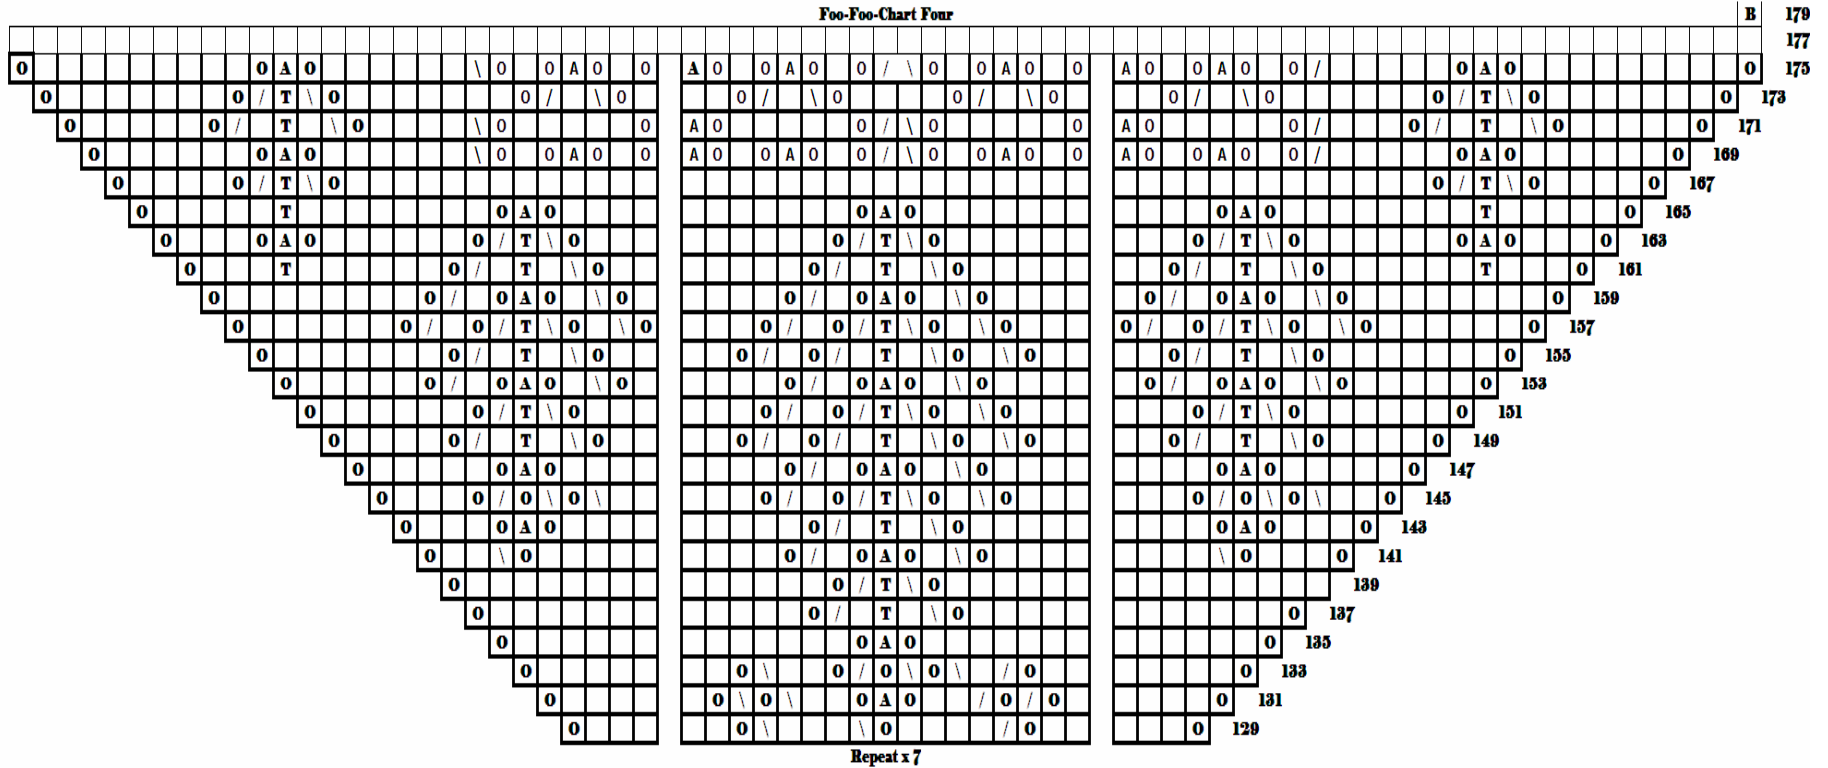 Foo-Foo-Chart Four B 179
177
O O A O \ O O A O O A O O A O O / \ O O A O O A O O A O O / O A O O 175
O O / T \ O O / \ O O / \ O O / \ O O / \ O O / T \ O O 173
O O / T \ O \ O O A O O / \ O O A O O / O / T \ O O 171
O O A O \ O O A O O A O O A O O / \ O O A O O A O O A O O / O A O O 169
O O / T \ O O / T \ O O 167
O T O A O O A O O A O T O 165
O O A O O / T \ O O / T \ O O / T \ O O A O O 163
O T O / T \ O O / T \ O O / T \ O T O 161
O O / O A O \ O O / O A O \ O O / O A O \ O O 159
O O / O / T \ O \ O O / O / T \ O \ O O / O / T \ O \ O O 157
O O / T \ O O / O / T \ O \ O O / T \ O O 155
O O / O A O \ O O / O A O \ O O / O A O \ O O 153
O O / T \ O O / O / T \ O \ O O / T \ O O 151
O O / T \ O O / O / T \ O \ O O / T \ O O 149
O O A O O / O A O \ O O A O O 147
O O / O \ O \ O / O / T \ O \ O O / O \ O \ O 145
O O A O O / T \ O O A O O 143
O \ O O / O A O \ O \ O O 141
O O / T \ O 139
O O / T \ O O 137
O O A O O 135
O O \ O / O \ O \ / O O 133
O O \ O \ O A O / O / O O 131
O O \ \ O / O O 129
Repeat x 7